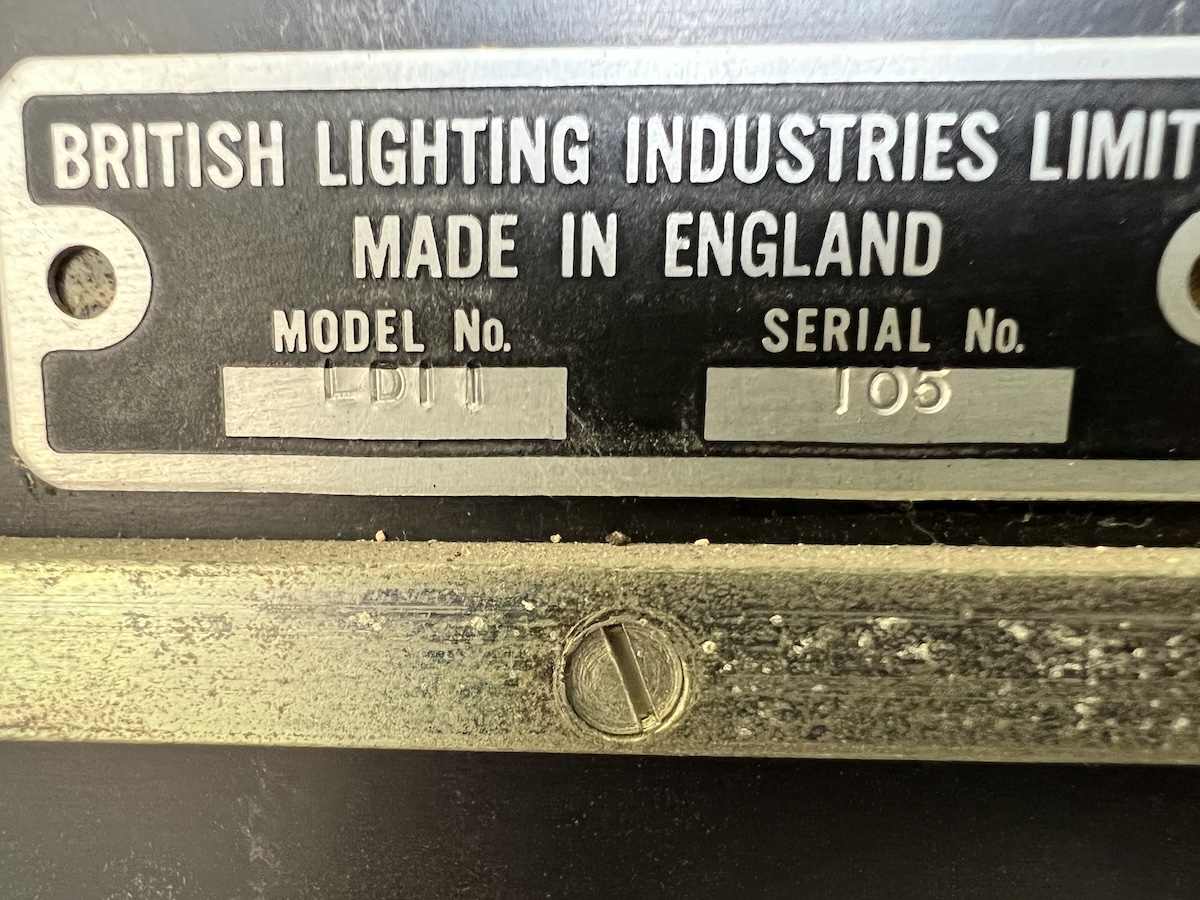 BRITISH LIGHTING INDUSTRIES LIMIT
MADE IN ENGLAND
MODEL No. SERIAL No.
LD11 105